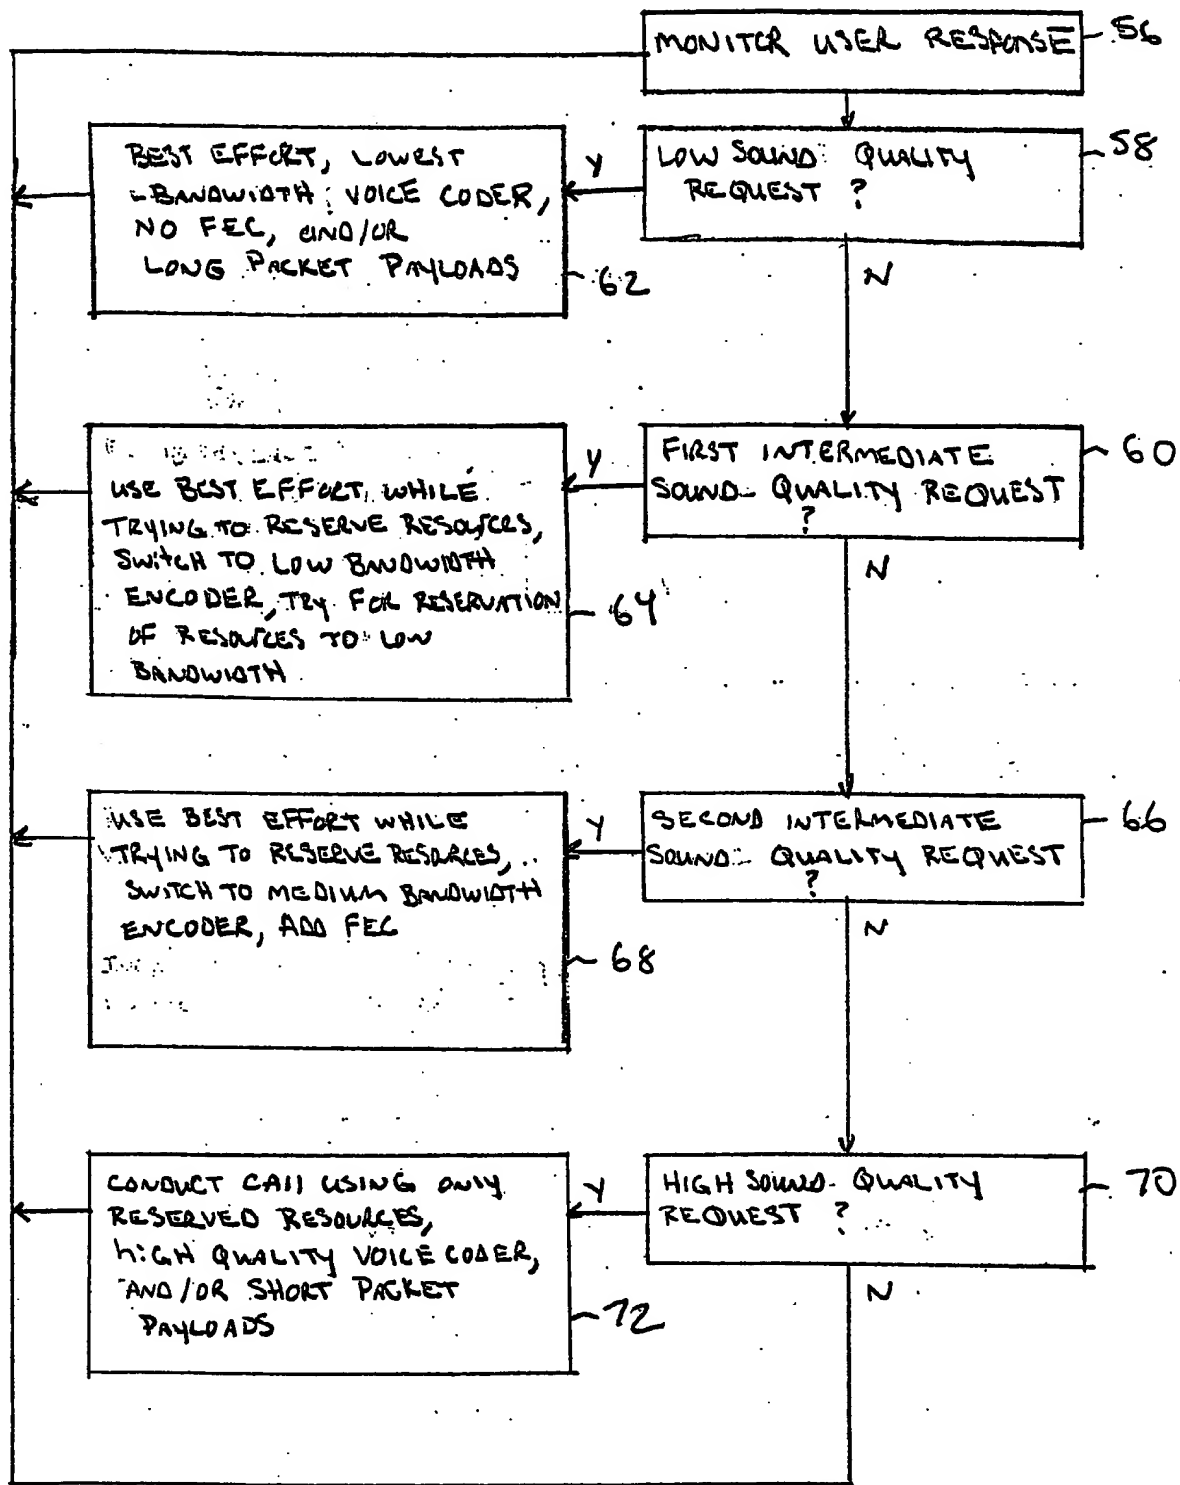 MONITOR USER RESPONSE
56
BEST EFFORT, LOWEST
BANDWIDTH VOICE CODER,
NO FEC, AND/OR
LONG PACKET PAYLOADS
62
Y
LOW SOUND QUALITY
REQUEST ?
58
N
USE BEST EFFORT, WHILE
TRYING TO RESERVE RESOURCES,
SWITCH TO LOW BANDWIDTH
ENCODER, TRY FOR RESERVATION
OF RESOURCES TO LOW
BANDWIDTH
64
Y
FIRST INTERMEDIATE
SOUND QUALITY REQUEST
?
60
N
USE BEST EFFORT WHILE
TRYING TO RESERVE RESOURCES,
SWITCH TO MEDIUM BANDWIDTH
ENCODER, ADD FEC
68
Y
SECOND INTERMEDIATE
SOUND QUALITY REQUEST
?
66
N
CONDUCT CALL USING ONLY
RESERVED RESOURCES,
HIGH QUALITY VOICE CODER,
AND/OR SHORT PACKET
PAYLOADS
72
Y
HIGH SOUND QUALITY
REQUEST ?
70
N